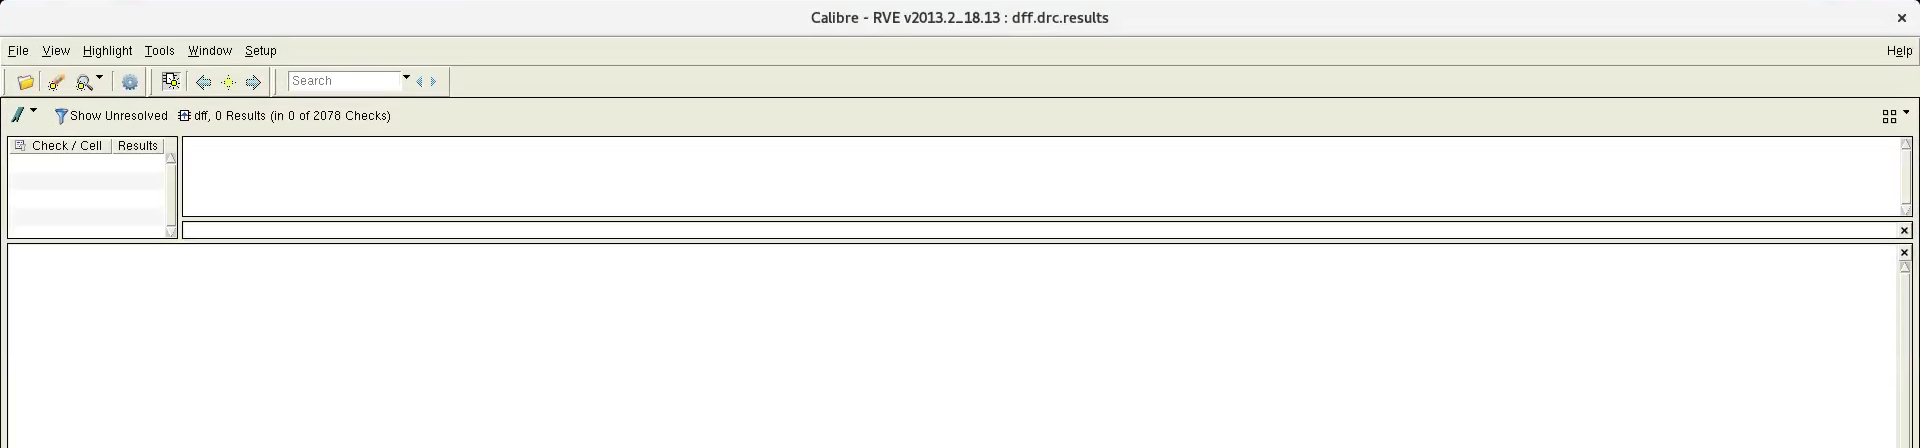 Calibre - RVE v2013.2_18.13 : dff.drc.results
File View Highlight Tools Window Setup Help
Search
Show Unresolved dff, 0 Results (in 0 of 2078 Checks)
Check / Cell Results